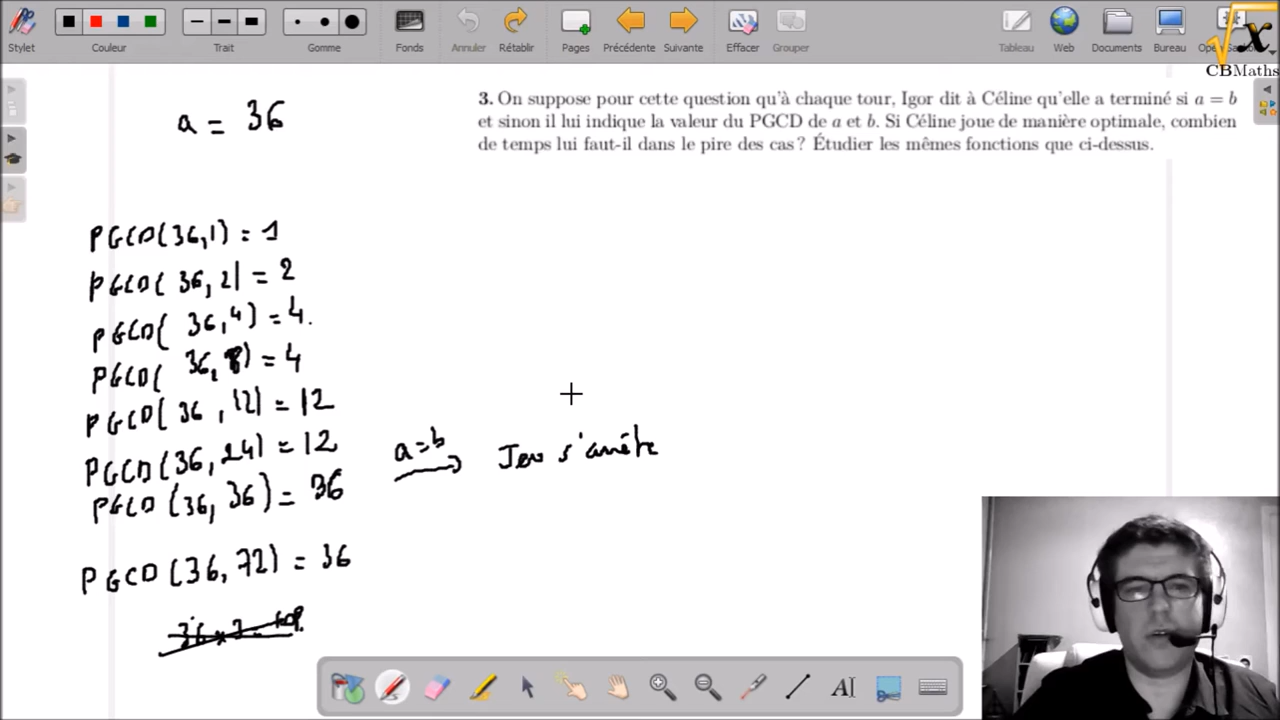 Stylet
Couleur
Trait
Gomme
Fonds
Annuler
Rétablir
Pages
Précédente
Suivante
Effacer
Grouper
Tableau
Web
Documents
Bureau
x
CBMaths
a = 36
3. On suppose pour cette question qu'à chaque tour, Igor dit à Céline qu'elle a terminé si a = b
et sinon il lui indique la valeur du PGCD de a et b. Si Céline joue de manière optimale, combien
de temps lui faut-il dans le pire des cas ? Étudier les mêmes fonctions que ci-dessus.
PGCD(36,1) = 1
PGCD(36,2) = 2
PGCD(36,4) = 4.
PGCD(36,8) = 4
PGCD(36,12) = 12
PGCD(36,24) = 12
a=b
Jeu s'arrête
PGCD(36,36) = 36
PGCD(36,72) = 36
AI